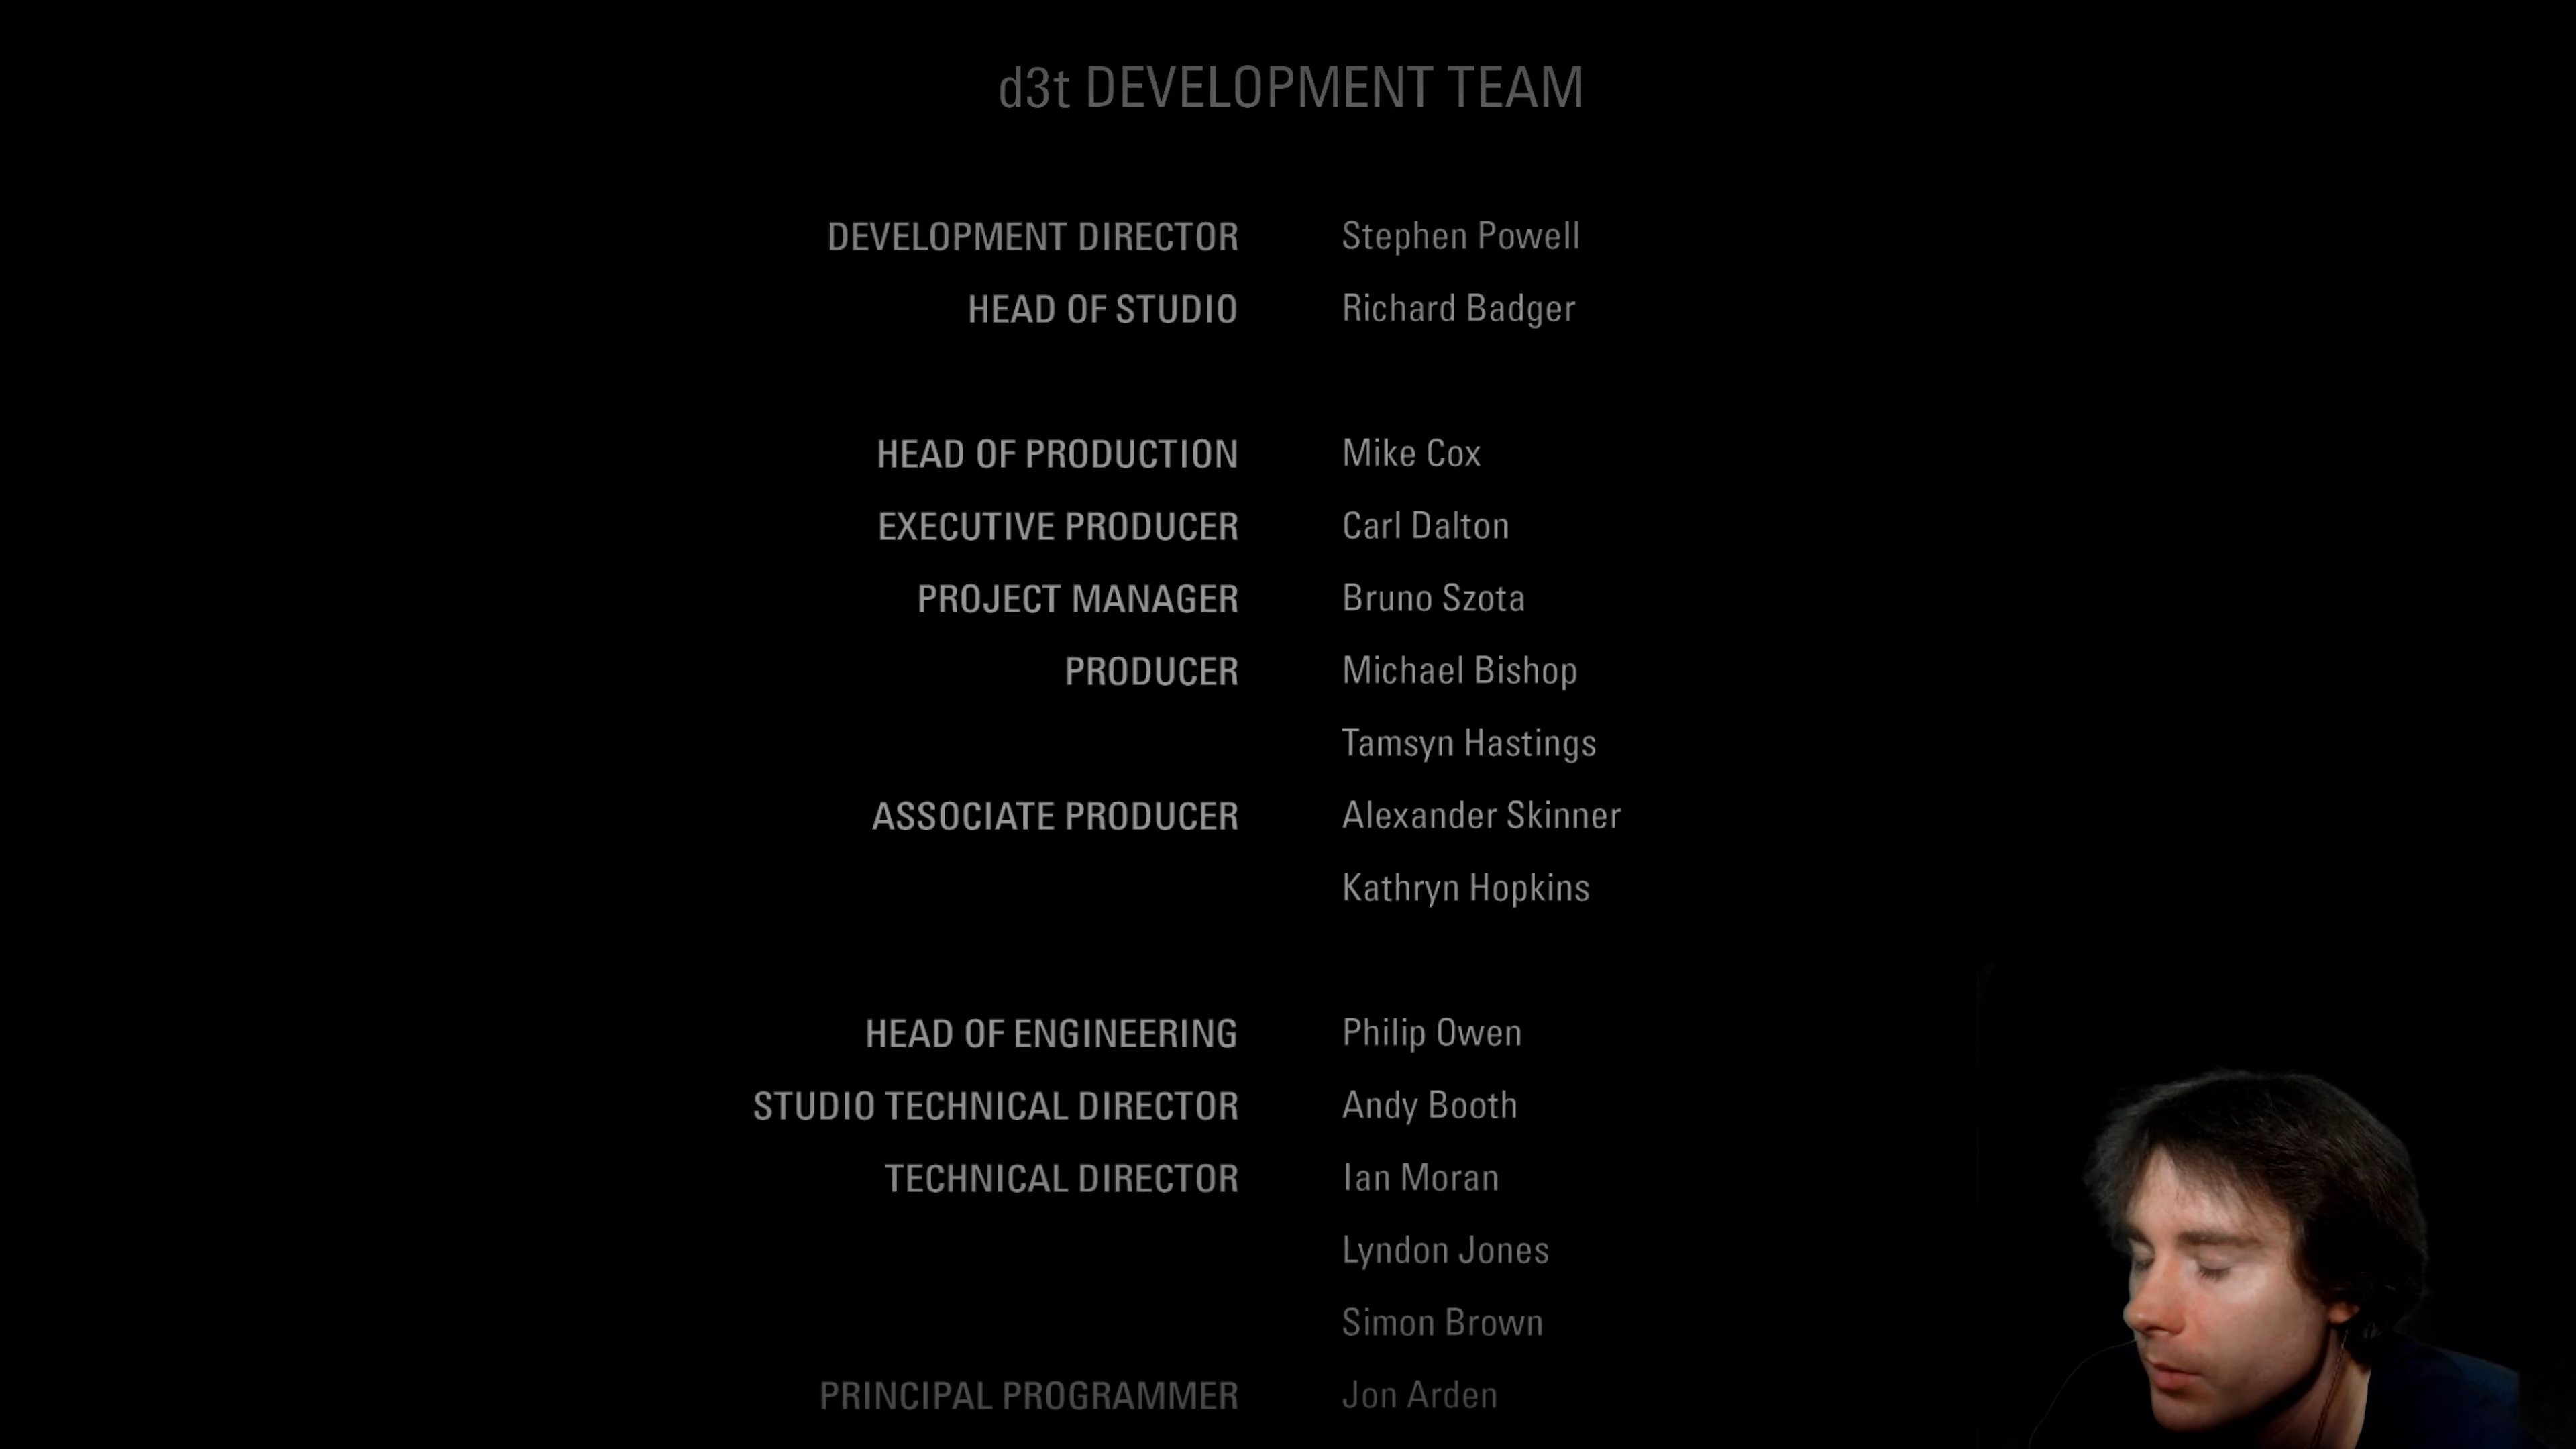 d3t DEVELOPMENT TEAM
DEVELOPMENT DIRECTOR Stephen Powell
HEAD OF STUDIO Richard Badger
HEAD OF PRODUCTION Mike Cox
EXECUTIVE PRODUCER Carl Dalton
PROJECT MANAGER Bruno Szota
PRODUCER Michael Bishop
Tamsyn Hastings
ASSOCIATE PRODUCER Alexander Skinner
Kathryn Hopkins
HEAD OF ENGINEERING Philip Owen
STUDIO TECHNICAL DIRECTOR Andy Booth
TECHNICAL DIRECTOR Ian Moran
Lyndon Jones
Simon Brown
PRINCIPAL PROGRAMMER Jon Arden